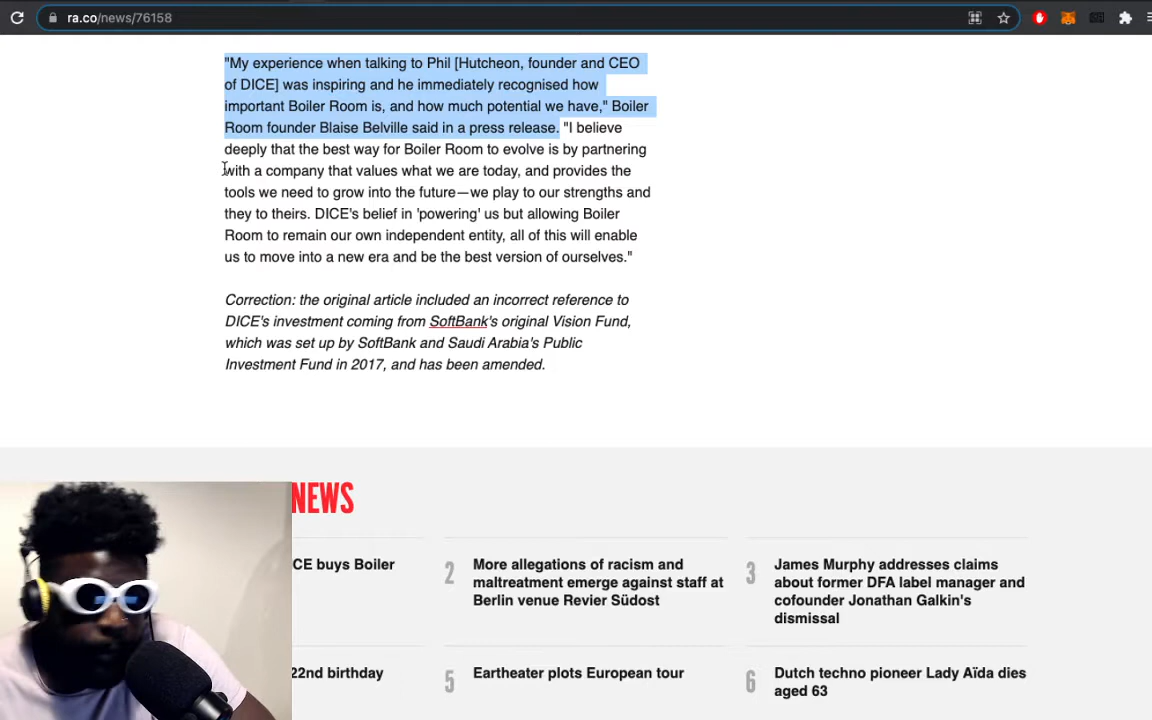 ra.co/news/76158
"My experience when talking to Phil [Hutcheon, founder and CEO
of DICE] was inspiring and he immediately recognised how
important Boiler Room is, and how much potential we have," Boiler
Room founder Blaise Belville said in a press release. "I believe
deeply that the best way for Boiler Room to evolve is by partnering
with a company that values what we are today, and provides the
tools we need to grow into the future—we play to our strengths and
they to theirs. DICE's belief in 'powering' us but allowing Boiler
Room to remain our own independent entity, all of this will enable
us to move into a new era and be the best version of ourselves."
Correction: the original article included an incorrect reference to
DICE's investment coming from SoftBank's original Vision Fund,
which was set up by SoftBank and Saudi Arabia's Public
Investment Fund in 2017, and has been amended.
NEWS
CE buys Boiler
2
More allegations of racism and
maltreatment emerge against staff at
Berlin venue Revier Südost
3
James Murphy addresses claims
about former DFA label manager and
cofounder Jonathan Galkin's
dismissal
22nd birthday
5
Eartheater plots European tour
6
Dutch techno pioneer Lady Aïda dies
aged 63